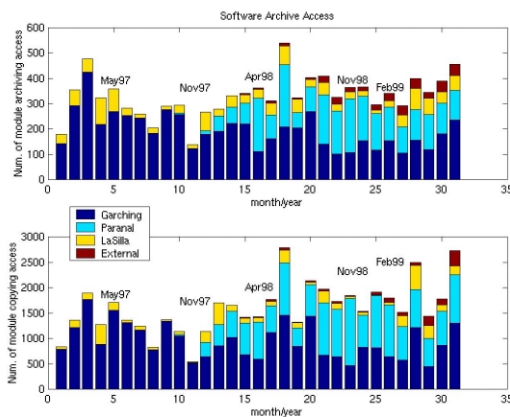 Software Archive Access
Num. of module archiving access
600
500
400
300
200
100
0
May97
Nov97
Apr98
Nov98
Feb99
0 5 10 15 20 25 30 35
month/year
Garching
Paranal
LaSilla
External
Num. of module copying access
3000
2500
2000
1500
1000
500
0
May97
Nov97
Apr98
Nov98
Feb99
0 5 10 15 20 25 30 35
month/year